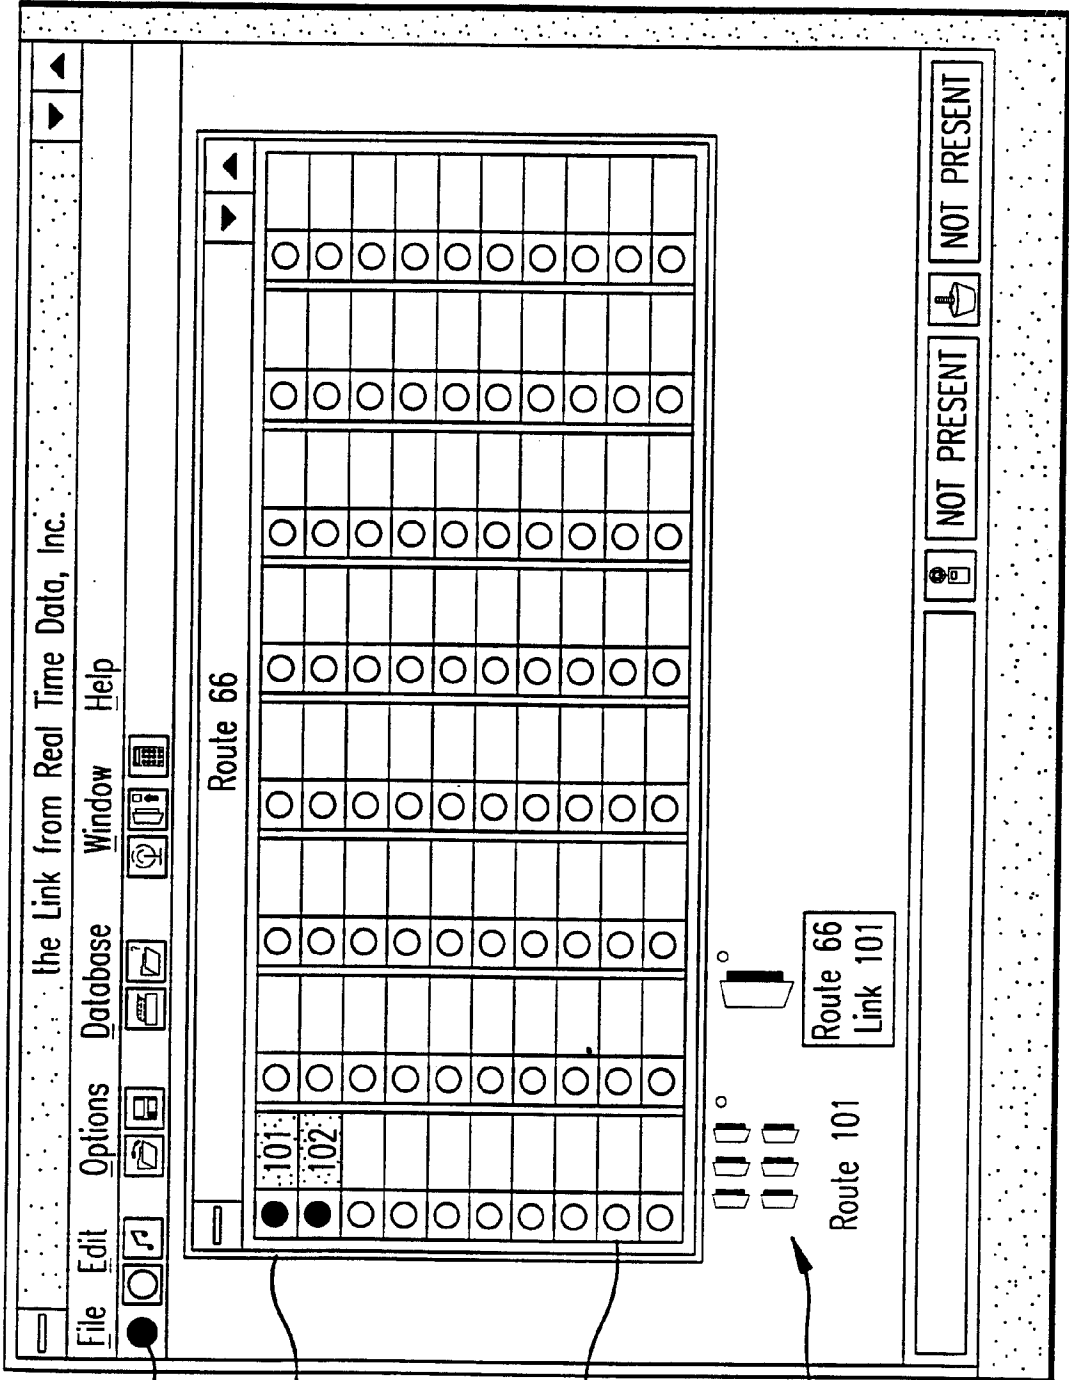 the Link from Real Time Data, Inc.
File Edit Options Database Window Help
Route 66
101
102
Route 101
Route 66
Link 101
NOT PRESENT
NOT PRESENT